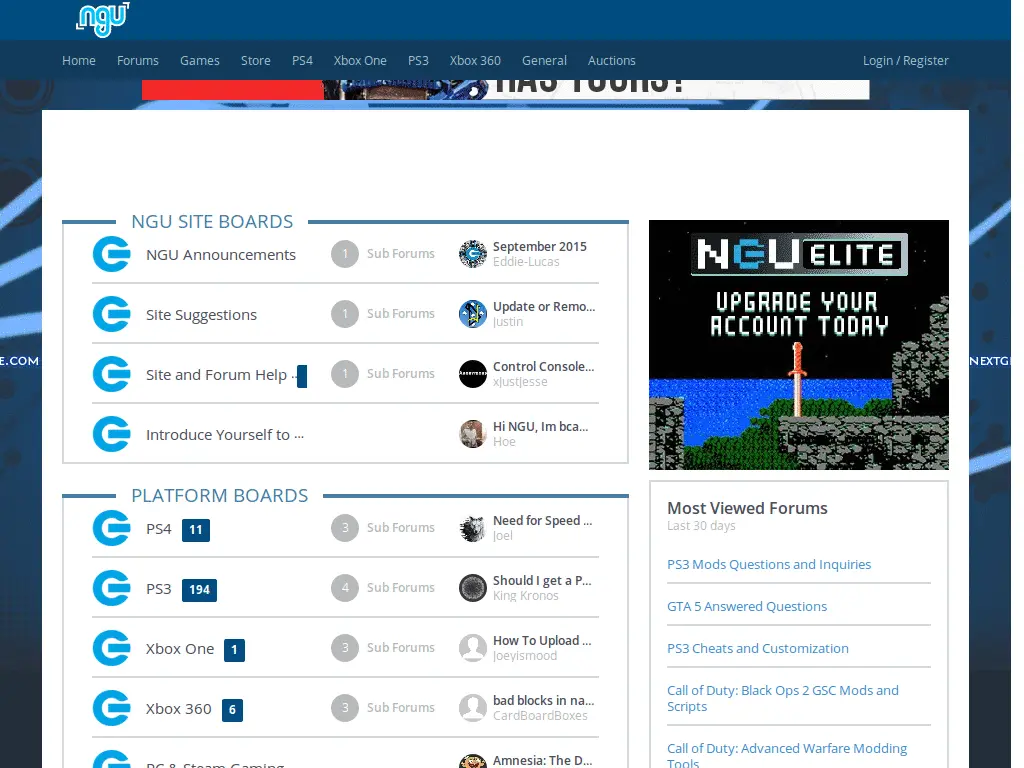 ngu
Home Forums Games Store PS4 Xbox One PS3 Xbox 360 General Auctions Login / Register
HAS YOURS?
NGU SITE BOARDS
NGU Announcements 1 Sub Forums September 2015
Eddie-Lucas
Site Suggestions 1 Sub Forums Update or Remo...
Justin
Site and Forum Help .. 1 Sub Forums Control Console...
xJustJesse
Introduce Yourself to ... Hi NGU, Im bca...
Hoe
NGU ELITE
UPGRADE YOUR
ACCOUNT TODAY
E.COM
NEXTG
PLATFORM BOARDS
PS4 11 3 Sub Forums Need for Speed ...
Joel
PS3 194 4 Sub Forums Should I get a P...
King Kronos
Xbox One 1 3 Sub Forums How To Upload ...
Joeyismood
Xbox 360 6 3 Sub Forums bad blocks in na...
CardBoardBoxes
PC & Steam Gaming Amnesia: The D...
Most Viewed Forums
Last 30 days
PS3 Mods Questions and Inquiries
GTA 5 Answered Questions
PS3 Cheats and Customization
Call of Duty: Black Ops 2 GSC Mods and
Scripts
Call of Duty: Advanced Warfare Modding
Tools